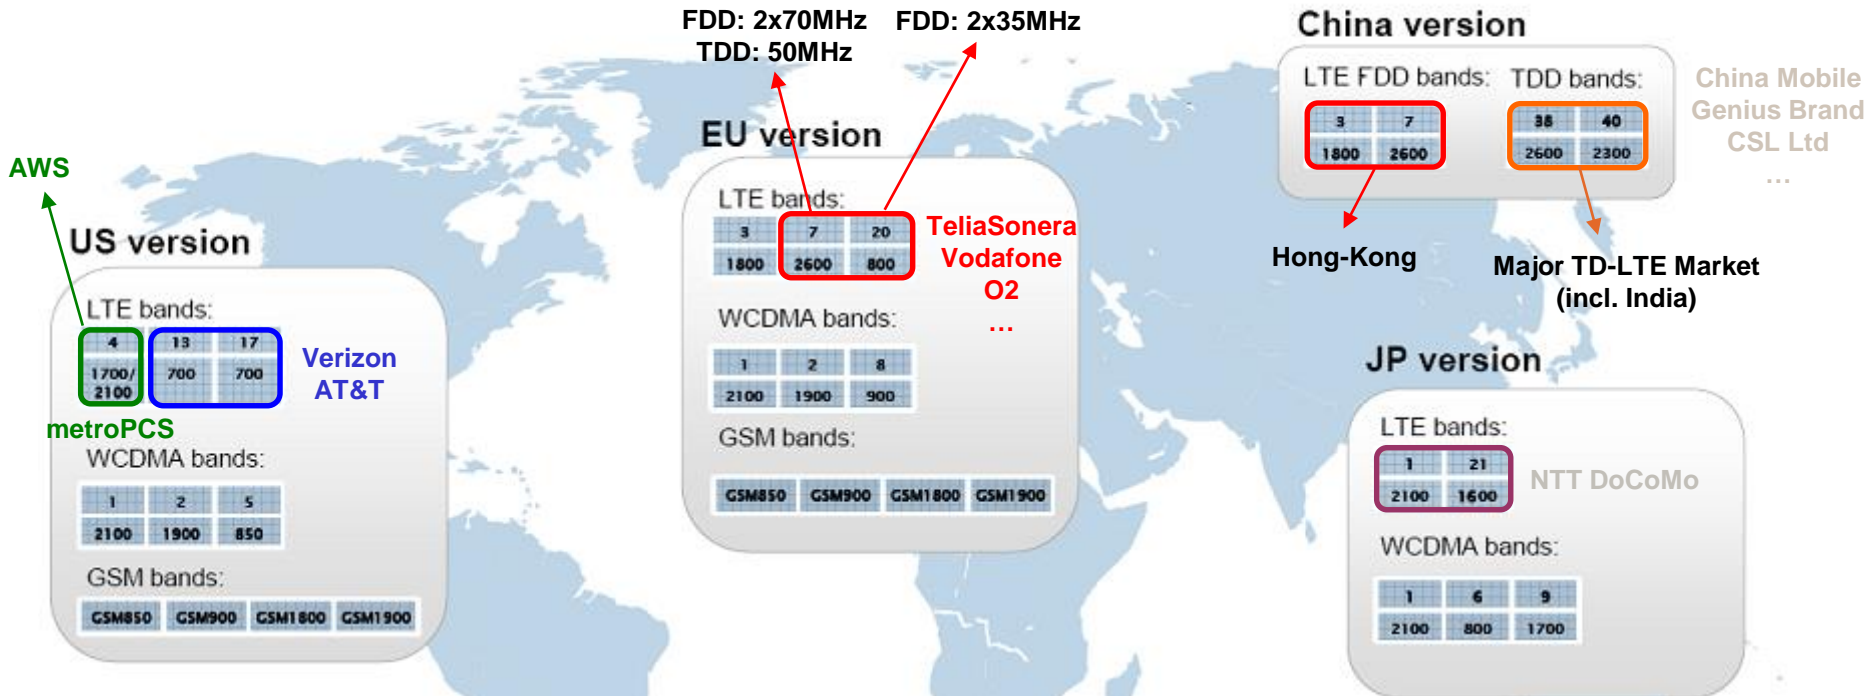 FDD: 2x70MHz
TDD: 50MHz
FDD: 2x35MHz
AWS
US version
LTE bands:
4 13 17
1700/2100 700 700
Verizon
AT&T
metroPCS
WCDMA bands:
1 2 5
2100 1900 850
GSM bands:
GSM850 GSM900 GSM1800 GSM1900
EU version
LTE bands:
3 7 20
1800 2600 800
TeliaSonera
Vodafone
O2
...
WCDMA bands:
1 2 8
2100 1900 900
GSM bands:
GSM850 GSM900 GSM1800 GSM1900
China version
LTE FDD bands: TDD bands:
3 7 38 40
1800 2600 2600 2300
China Mobile
Genius Brand
CSL Ltd
...
Hong-Kong
Major TD-LTE Market
(incl. India)
JP version
LTE bands:
1 21
2100 1600
NTT DoCoMo
WCDMA bands:
1 6 9
2100 800 1700